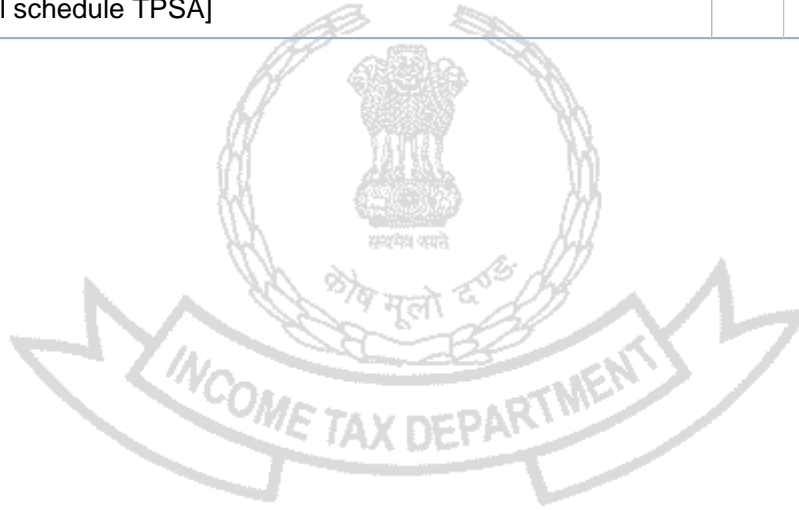 l schedule TPSA]
सत्यमेव जयते
कोष मूलो दण्डः
INCOME TAX DEPARTMENT